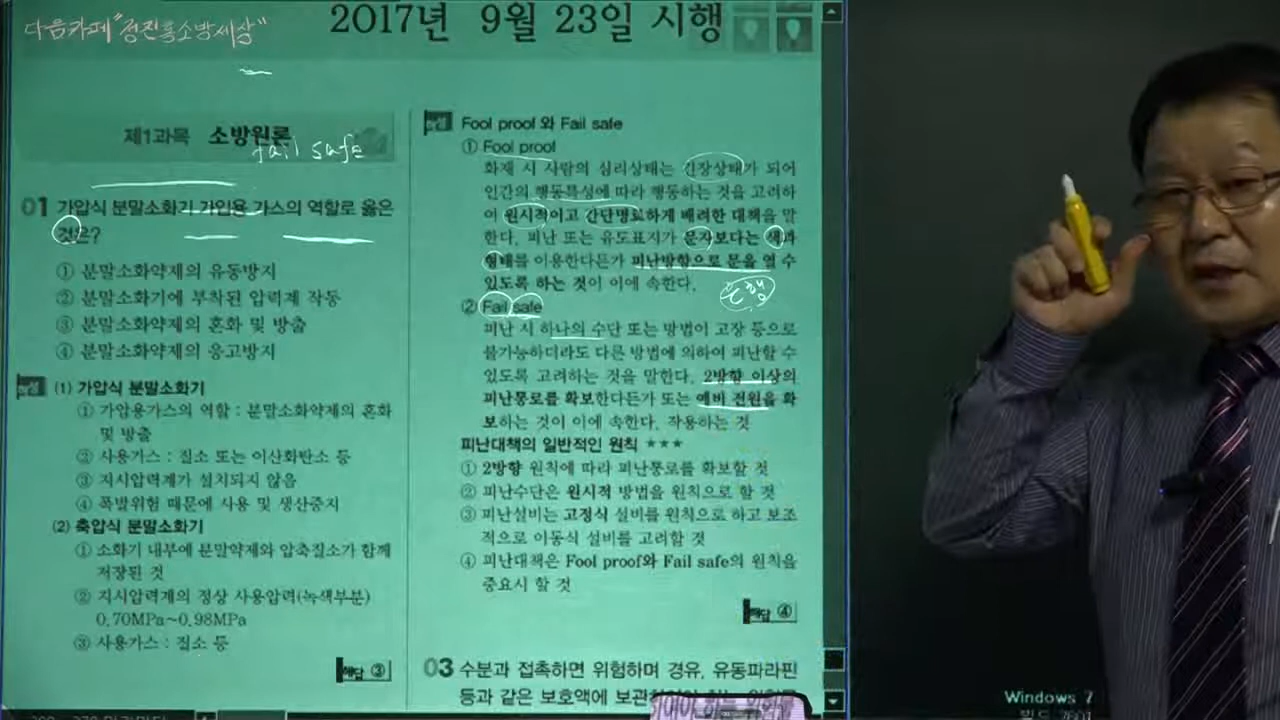 다음카페 "정진홍소방세상"
2017년 9월 23일 시행
제1과목 소방원론
fail safe
01 가압식 분말소화기 가압용 가스의 역할로 옳은
것은?
① 분말소화약제의 유동방지
② 분말소화기에 부착된 압력계 작동
③ 분말소화약제의 혼화 및 방출
④ 분말소화약제의 응고방지
해설 (1) 가압식 분말소화기
① 가압용가스의 역할 : 분말소화약제의 혼화
및 방출
② 사용가스 : 질소 또는 이산화탄소 등
③ 지시압력계가 설치되지 않음
④ 폭발위험 때문에 사용 및 생산중지
(2) 축압식 분말소화기
① 소화기 내부에 분말약제와 압축질소가 함께
저장된 것
② 지시압력계의 정상 사용압력(녹색부분)
0.70MPa~0.98MPa
③ 사용가스 : 질소 등
해답 ③
해설 Fool proof와 Fail safe
① Fool proof
화재 시 사람의 심리상태는 긴장상태가 되어
인간의 행동특성에 따라 행동하는 것을 고려하
여 원시적이고 간단명료하게 배려한 대책을 말
한다. 피난 또는 유도표지가 문자보다는 색과
형태를 이용한다든가 피난방향으로 문을 열 수
있도록 하는 것이 이에 속한다.
② Fail safe
피난 시 하나의 수단 또는 방법이 고장 등으로
불가능하더라도 다른 방법에 의하여 피난할 수
있도록 고려하는 것을 말한다. 2방향 이상의
피난통로를 확보한다든가 또는 예비 전원을 확
보하는 것이 이에 속한다. 작용하는 것
피난대책의 일반적인 원칙 ★★★
① 2방향 원칙에 따라 피난통로를 확보할 것
② 피난수단은 원시적 방법을 원칙으로 할 것
③ 피난설비는 고정식 설비를 원칙으로 하고 보조
적으로 이동식 설비를 고려할 것
④ 피난대책은 Fool proof와 Fail safe의 원칙을
중요시 할 것
해답 ④
03 수분과 접촉하면 위험하며 경유, 유동파라핀
등과 같은 보호액에 보관하여야 하는 위험물
Windows 7